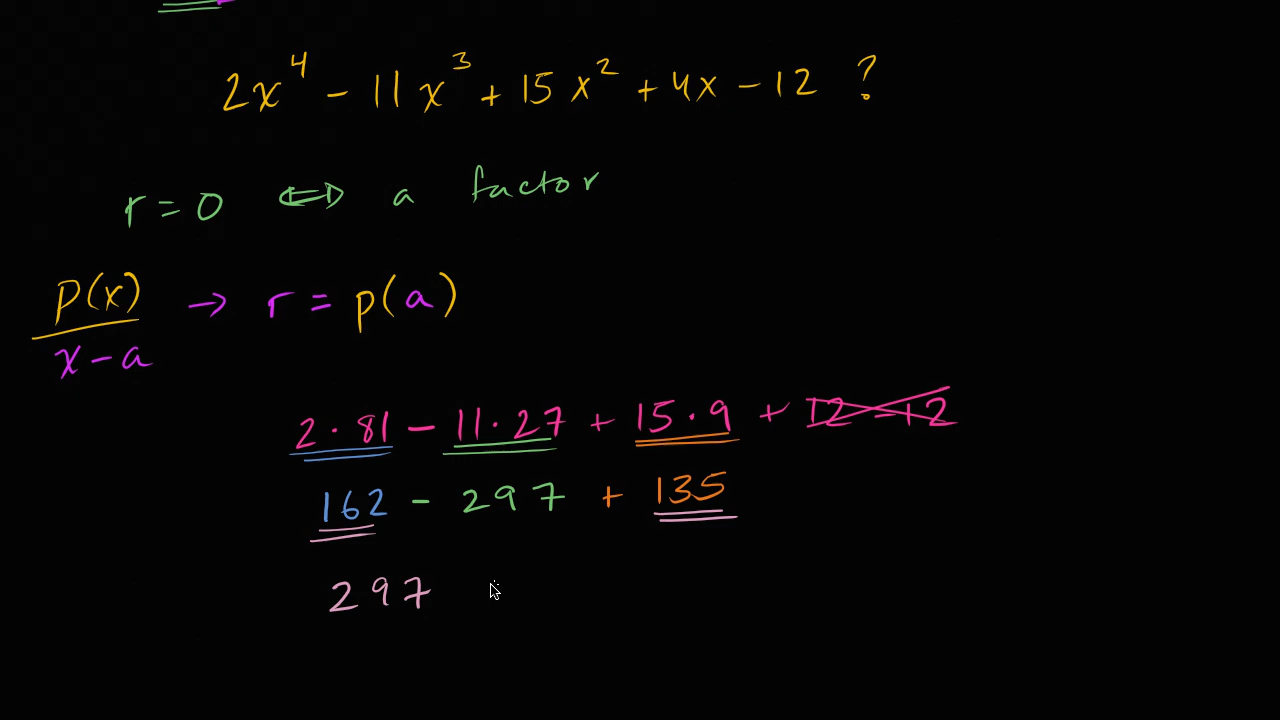 2x⁴ - 11x³ + 15x² + 4x - 12 ?
r = 0 ⇔ a factor
P(x)
x - a
→ r = p(a)
2 · 81 - 11 · 27 + 15 · 9 + 12 - 12
162 - 297 + 135
297